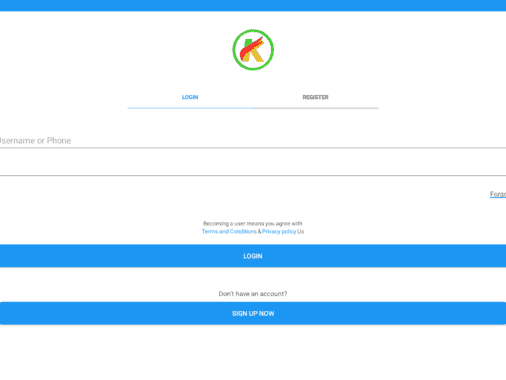 LOGIN
REGISTER
Username or Phone
Becoming a user means you agree with
Terms and Conditions & Privacy policy Us
LOGIN
Don't have an account?
SIGN UP NOW